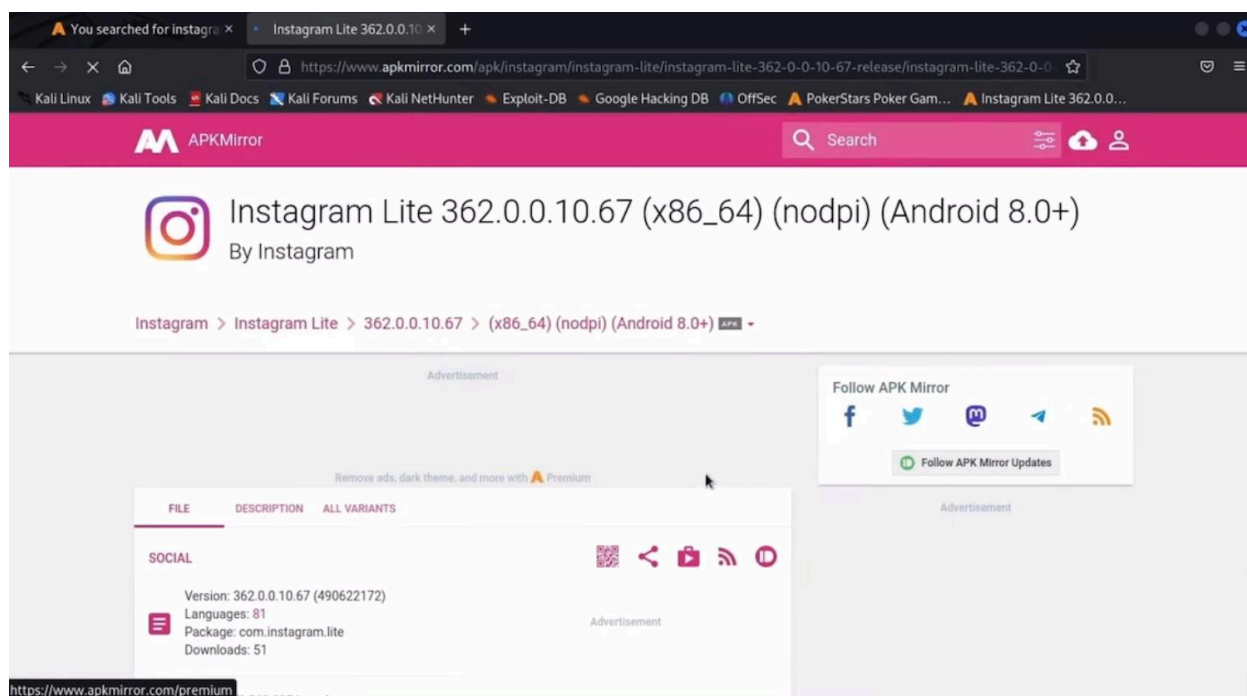 You searched for instagra
Instagram Lite 362.0.0.10
https://www.apkmirror.com/apk/instagram/instagram-lite/instagram-lite-362-0-0-10-67-release/instagram-lite-362-0-0
Kali Linux Kali Tools Kali Docs Kali Forums Kali NetHunter Exploit-DB Google Hacking DB OffSec PokerStars Poker Gam... Instagram Lite 362.0.0...
APKMirror
Search
Instagram Lite 362.0.0.10.67 (x86_64) (nodpi) (Android 8.0+)
By Instagram
Instagram > Instagram Lite > 362.0.0.10.67 > (x86_64) (nodpi) (Android 8.0+) APK
Advertisement
Follow APK Mirror
Follow APK Mirror Updates
Remove ads, dark theme, and more with Premium
Advertisement
FILE DESCRIPTION ALL VARIANTS
SOCIAL
Version: 362.0.0.10.67 (490622172)
Languages: 81
Package: com.instagram.lite
Downloads: 51
Advertisement
https://www.apkmirror.com/premium